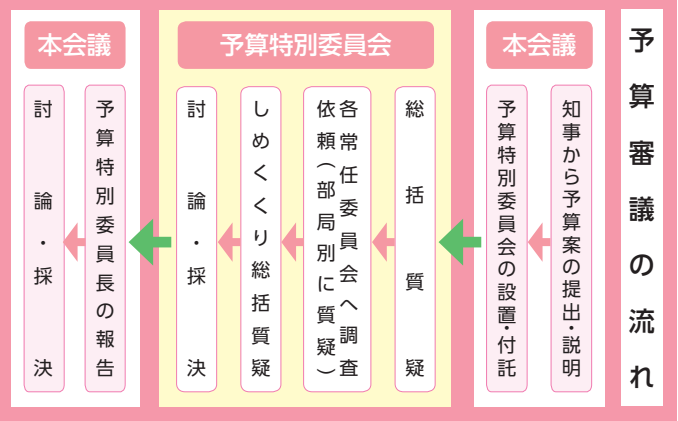 予算審議の流れ
本会議
知事から予算案の提出・説明
予算特別委員会の設置・付託
予算特別委員会
総括質疑
各常任委員会へ調査
依頼（部局別に質疑）
しめくくり総括質疑
討論・採決
本会議
予算特別委員長の報告
討論・採決